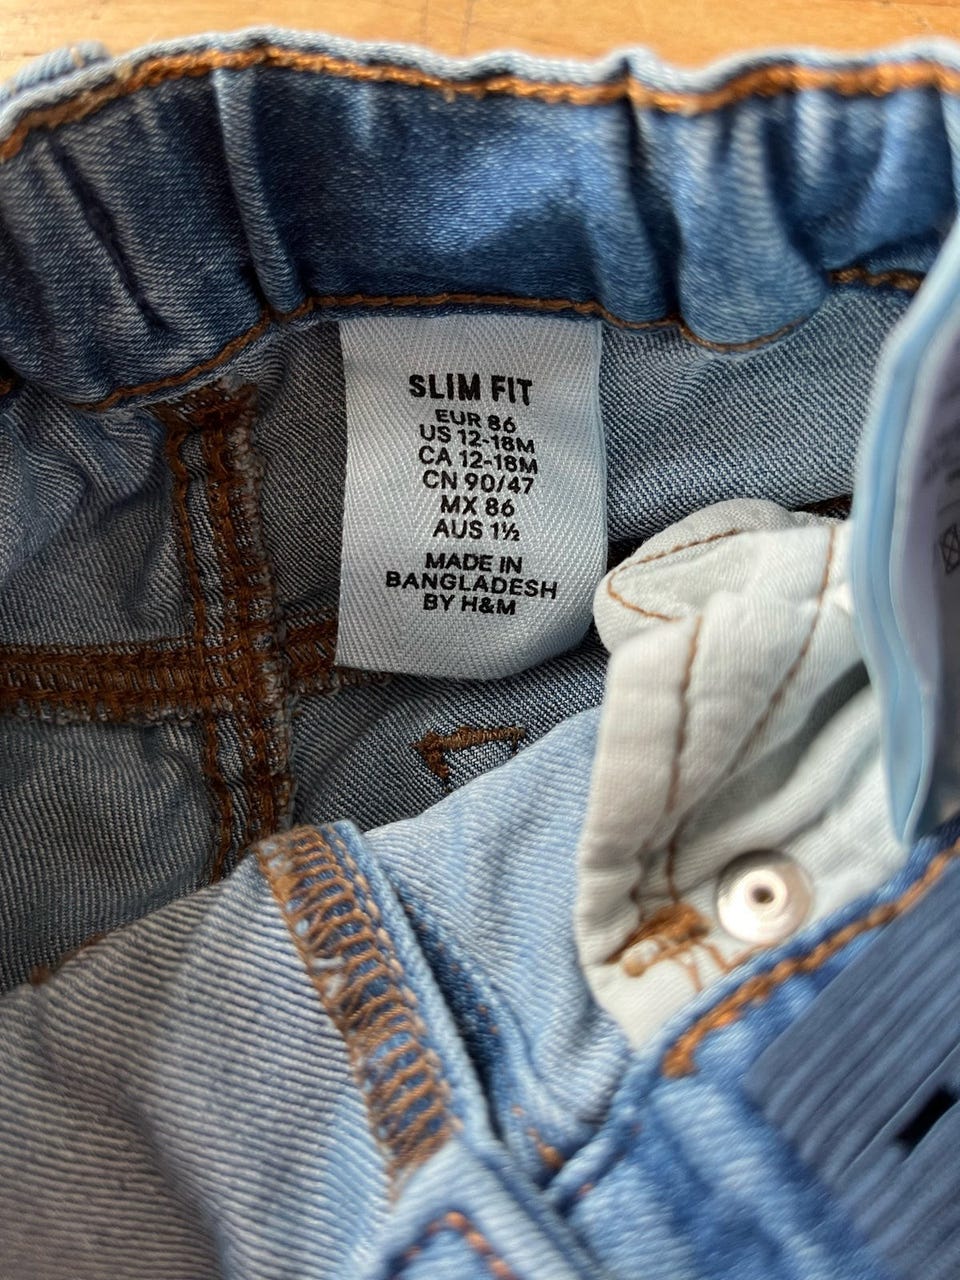 SLIM FIT
EUR 86
US 12-18M
CA 12-18M
CN 90/47
MX 86
AUS 1½
MADE IN
BANGLADESH
BY H&M